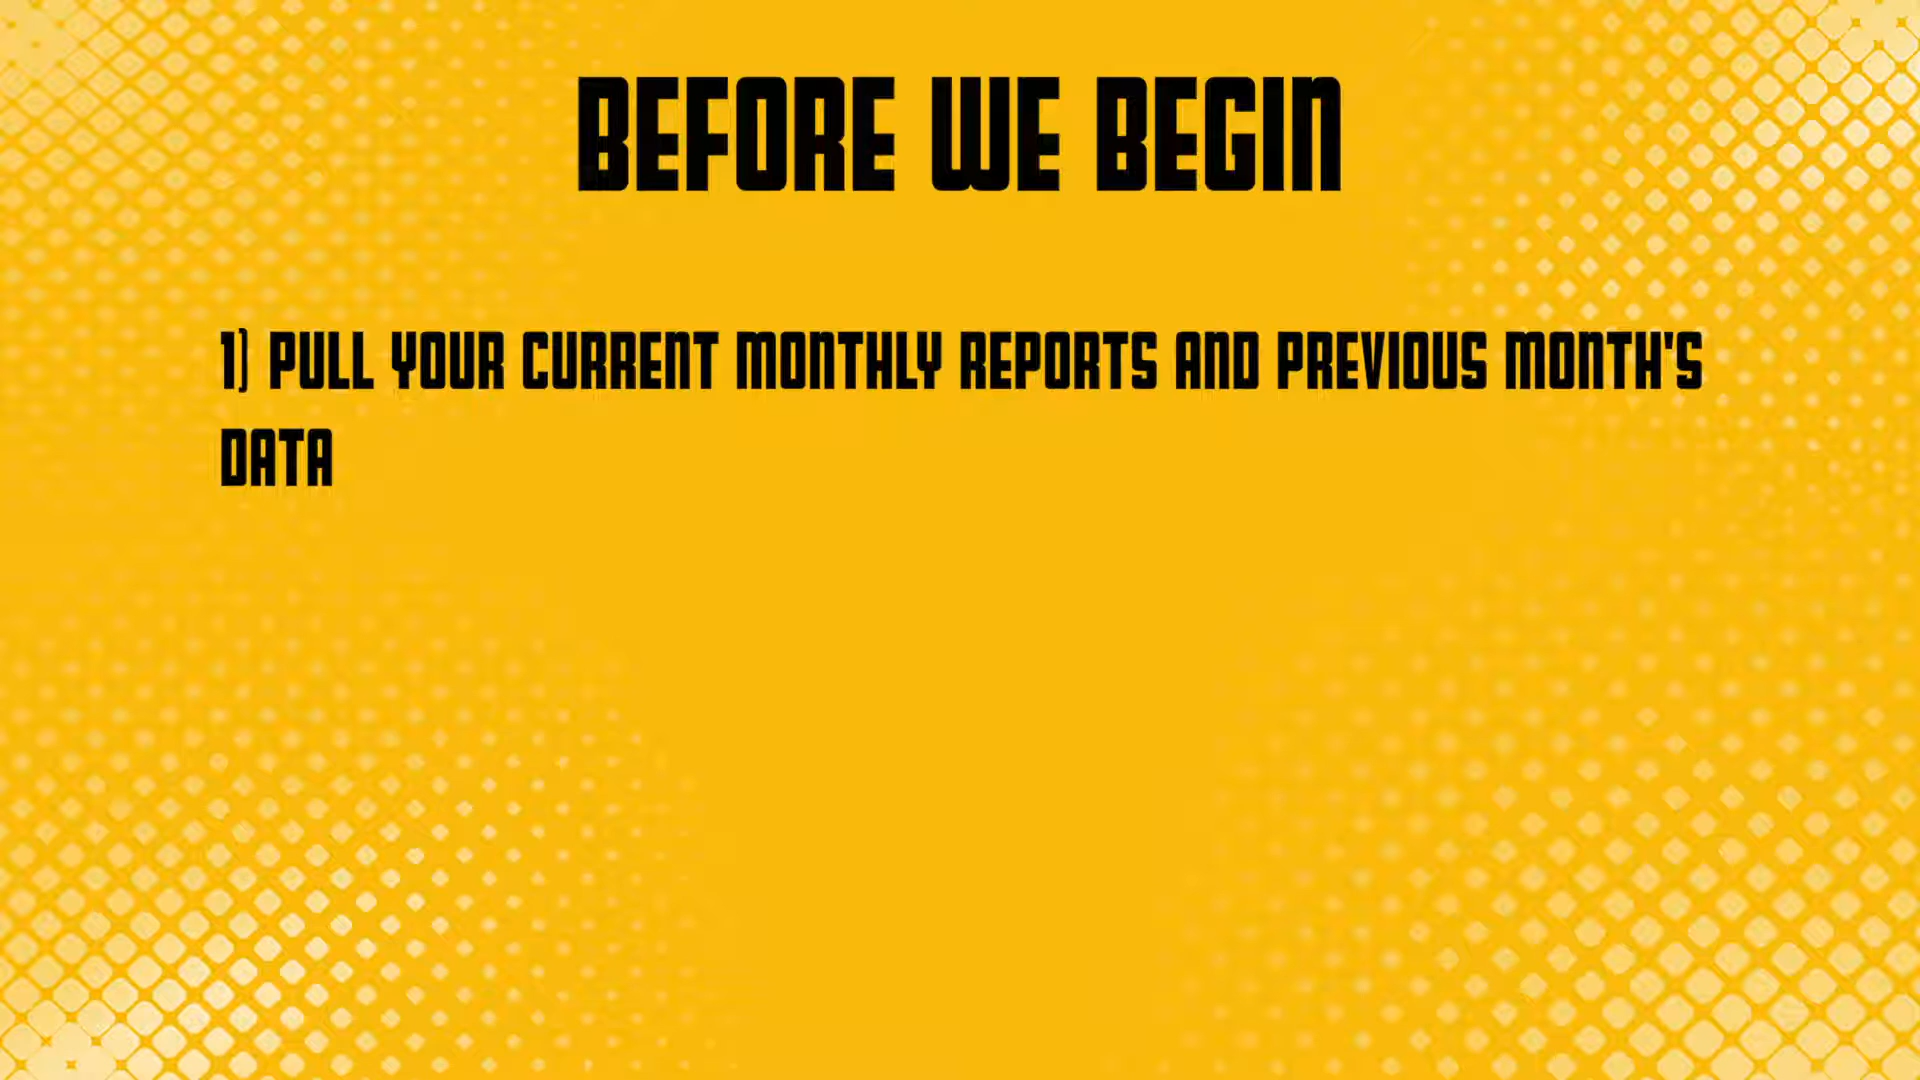 BEFORE WE BEGIN
1) PULL YOUR CURRENT MONTHLY REPORTS AND PREVIOUS MONTH'S
DATA